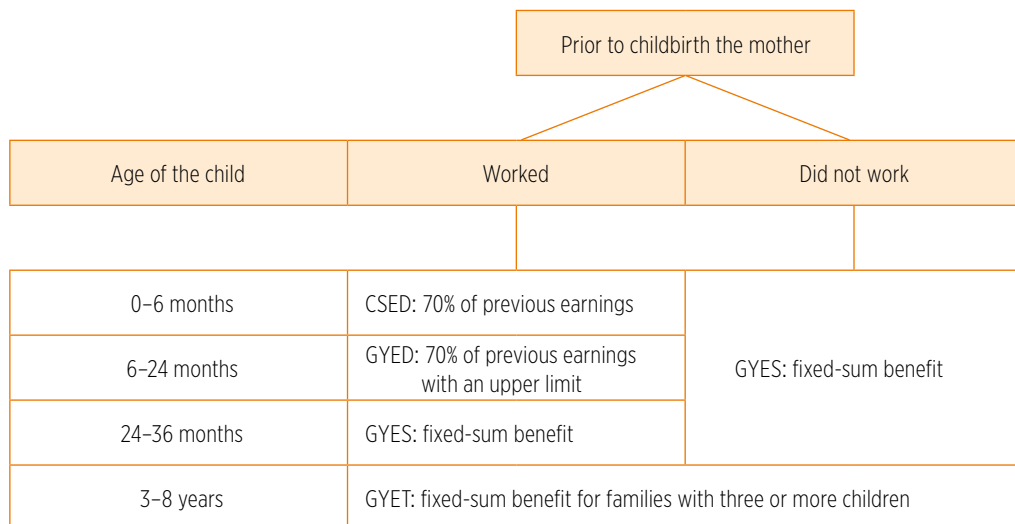 Prior to childbirth the mother
Age of the child
Worked
Did not work
0–6 months
CSED: 70% of previous earnings
6–24 months
GYED: 70% of previous earnings
with an upper limit
GYES: fixed-sum benefit
24–36 months
GYES: fixed-sum benefit
3–8 years
GYET: fixed-sum benefit for families with three or more children